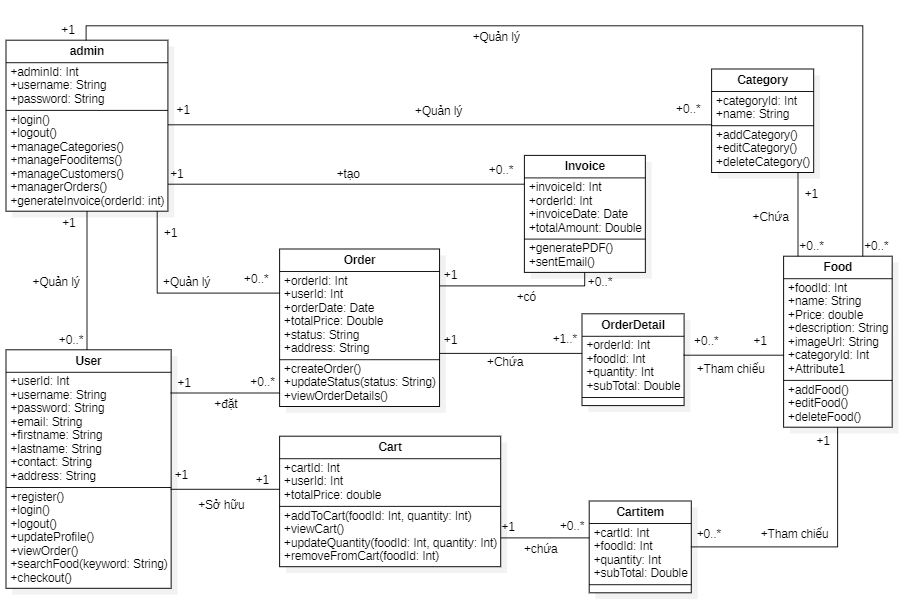 +1
+Quản lý
admin
+adminId: Int
+username: String
+password: String
+login()
+logout()
+manageCategories()
+manageFooditems()
+manageCustomers()
+managerOrders()
+generateInvoice(orderId: int)
+1
+Quản lý
+0..*
Category
+categoryId: Int
+name: String
+addCategory()
+editCategory()
+deleteCategory()
+1
+tạo
+0..*
Invoice
+invoiceId: Int
+orderId: Int
+invoiceDate: Date
+totalAmount: Double
+generatePDF()
+sentEmail()
+1
+Chứa
+0..*
+0..*
+1
+Quản lý
+0..*
+1
+Quản lý
+0..*
Order
+orderId: Int
+userId: Int
+orderDate: Date
+totalPrice: Double
+status: String
+address: String
+createOrder()
+updateStatus(status: String)
+viewOrderDetails()
+1
+có
+0..*
+1
+Chứa
+1..*
OrderDetail
+orderId: Int
+foodId: Int
+quantity: Int
+subTotal: Double
+0..*
+Tham chiếu
+1
Food
+foodId: Int
+name: String
+Price: double
+description: String
+imageUrl: String
+categoryId: Int
+Attribute1
+addFood()
+editFood()
+deleteFood()
User
+userId: Int
+username: String
+password: String
+email: String
+firstname: String
+lastname: String
+contact: String
+address: String
+register()
+login()
+logout()
+updateProfile()
+viewOrder()
+searchFood(keyword: String)
+checkout()
+1
+đặt
+0..*
+1
+Sở hữu
+1
Cart
+cartId: Int
+userId: Int
+totalPrice: double
+addToCart(foodId: Int, quantity: Int)
+viewCart()
+updateQuantity(foodId: Int, quantity: Int)
+removeFromCart(foodId: Int)
+1
+chứa
+0..*
Cartitem
+cartId: Int
+foodId: Int
+quantity: Int
+subTotal: Double
+0..*
+Tham chiếu
+1